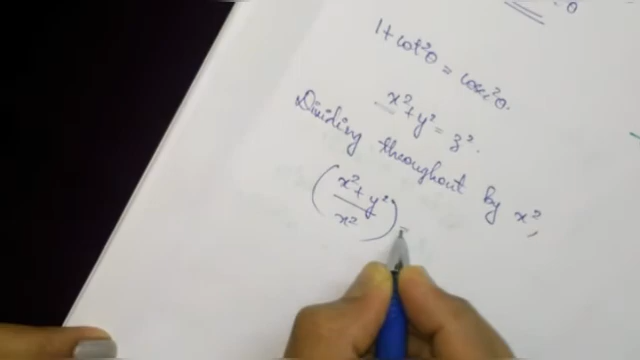 θ
1 + cot²θ = cosec²θ.
x² + y² = z².
Dividing throughout by x²,
(x² + y² / x²) =